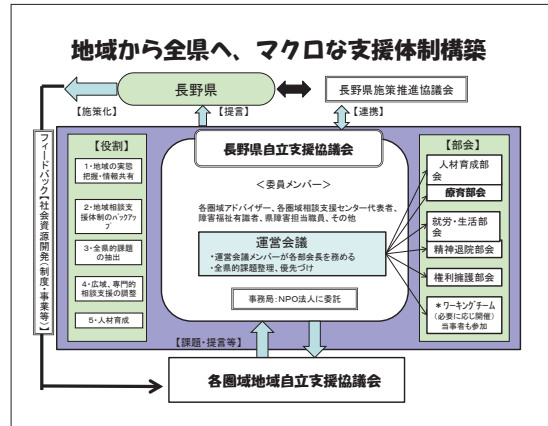 地域から全県へ、マクロな支援体制構築
長野県
長野県施策推進協議会
【施策化】
【提言】
【連携】
フィードバック【社会資源開発(制度・事業等)】
【役割】
1・地域の実態
把握・情報共有
2・地域相談支
援体制のバックアッ
プ
3・全県的課題
の抽出
4・広域、専門的
相談支援の調整
5・人材育成
長野県自立支援協議会
<委員メンバー>
各圏域アドバイザー、各圏域相談支援センター代表者、
障害福祉有識者、県障害担当職員、その他
運営会議
・運営会議メンバーが各部会長を務める
・全県的課題整理、優先づけ
事務局:NPO法人に委託
【部会】
人材育成部
会
療育部会
就労・生活部
会
精神退院部会
権利擁護部会
*ワーキングチーム
(必要に応じ開催)
当事者も参加
【課題・提言等】
各圏域地域自立支援協議会